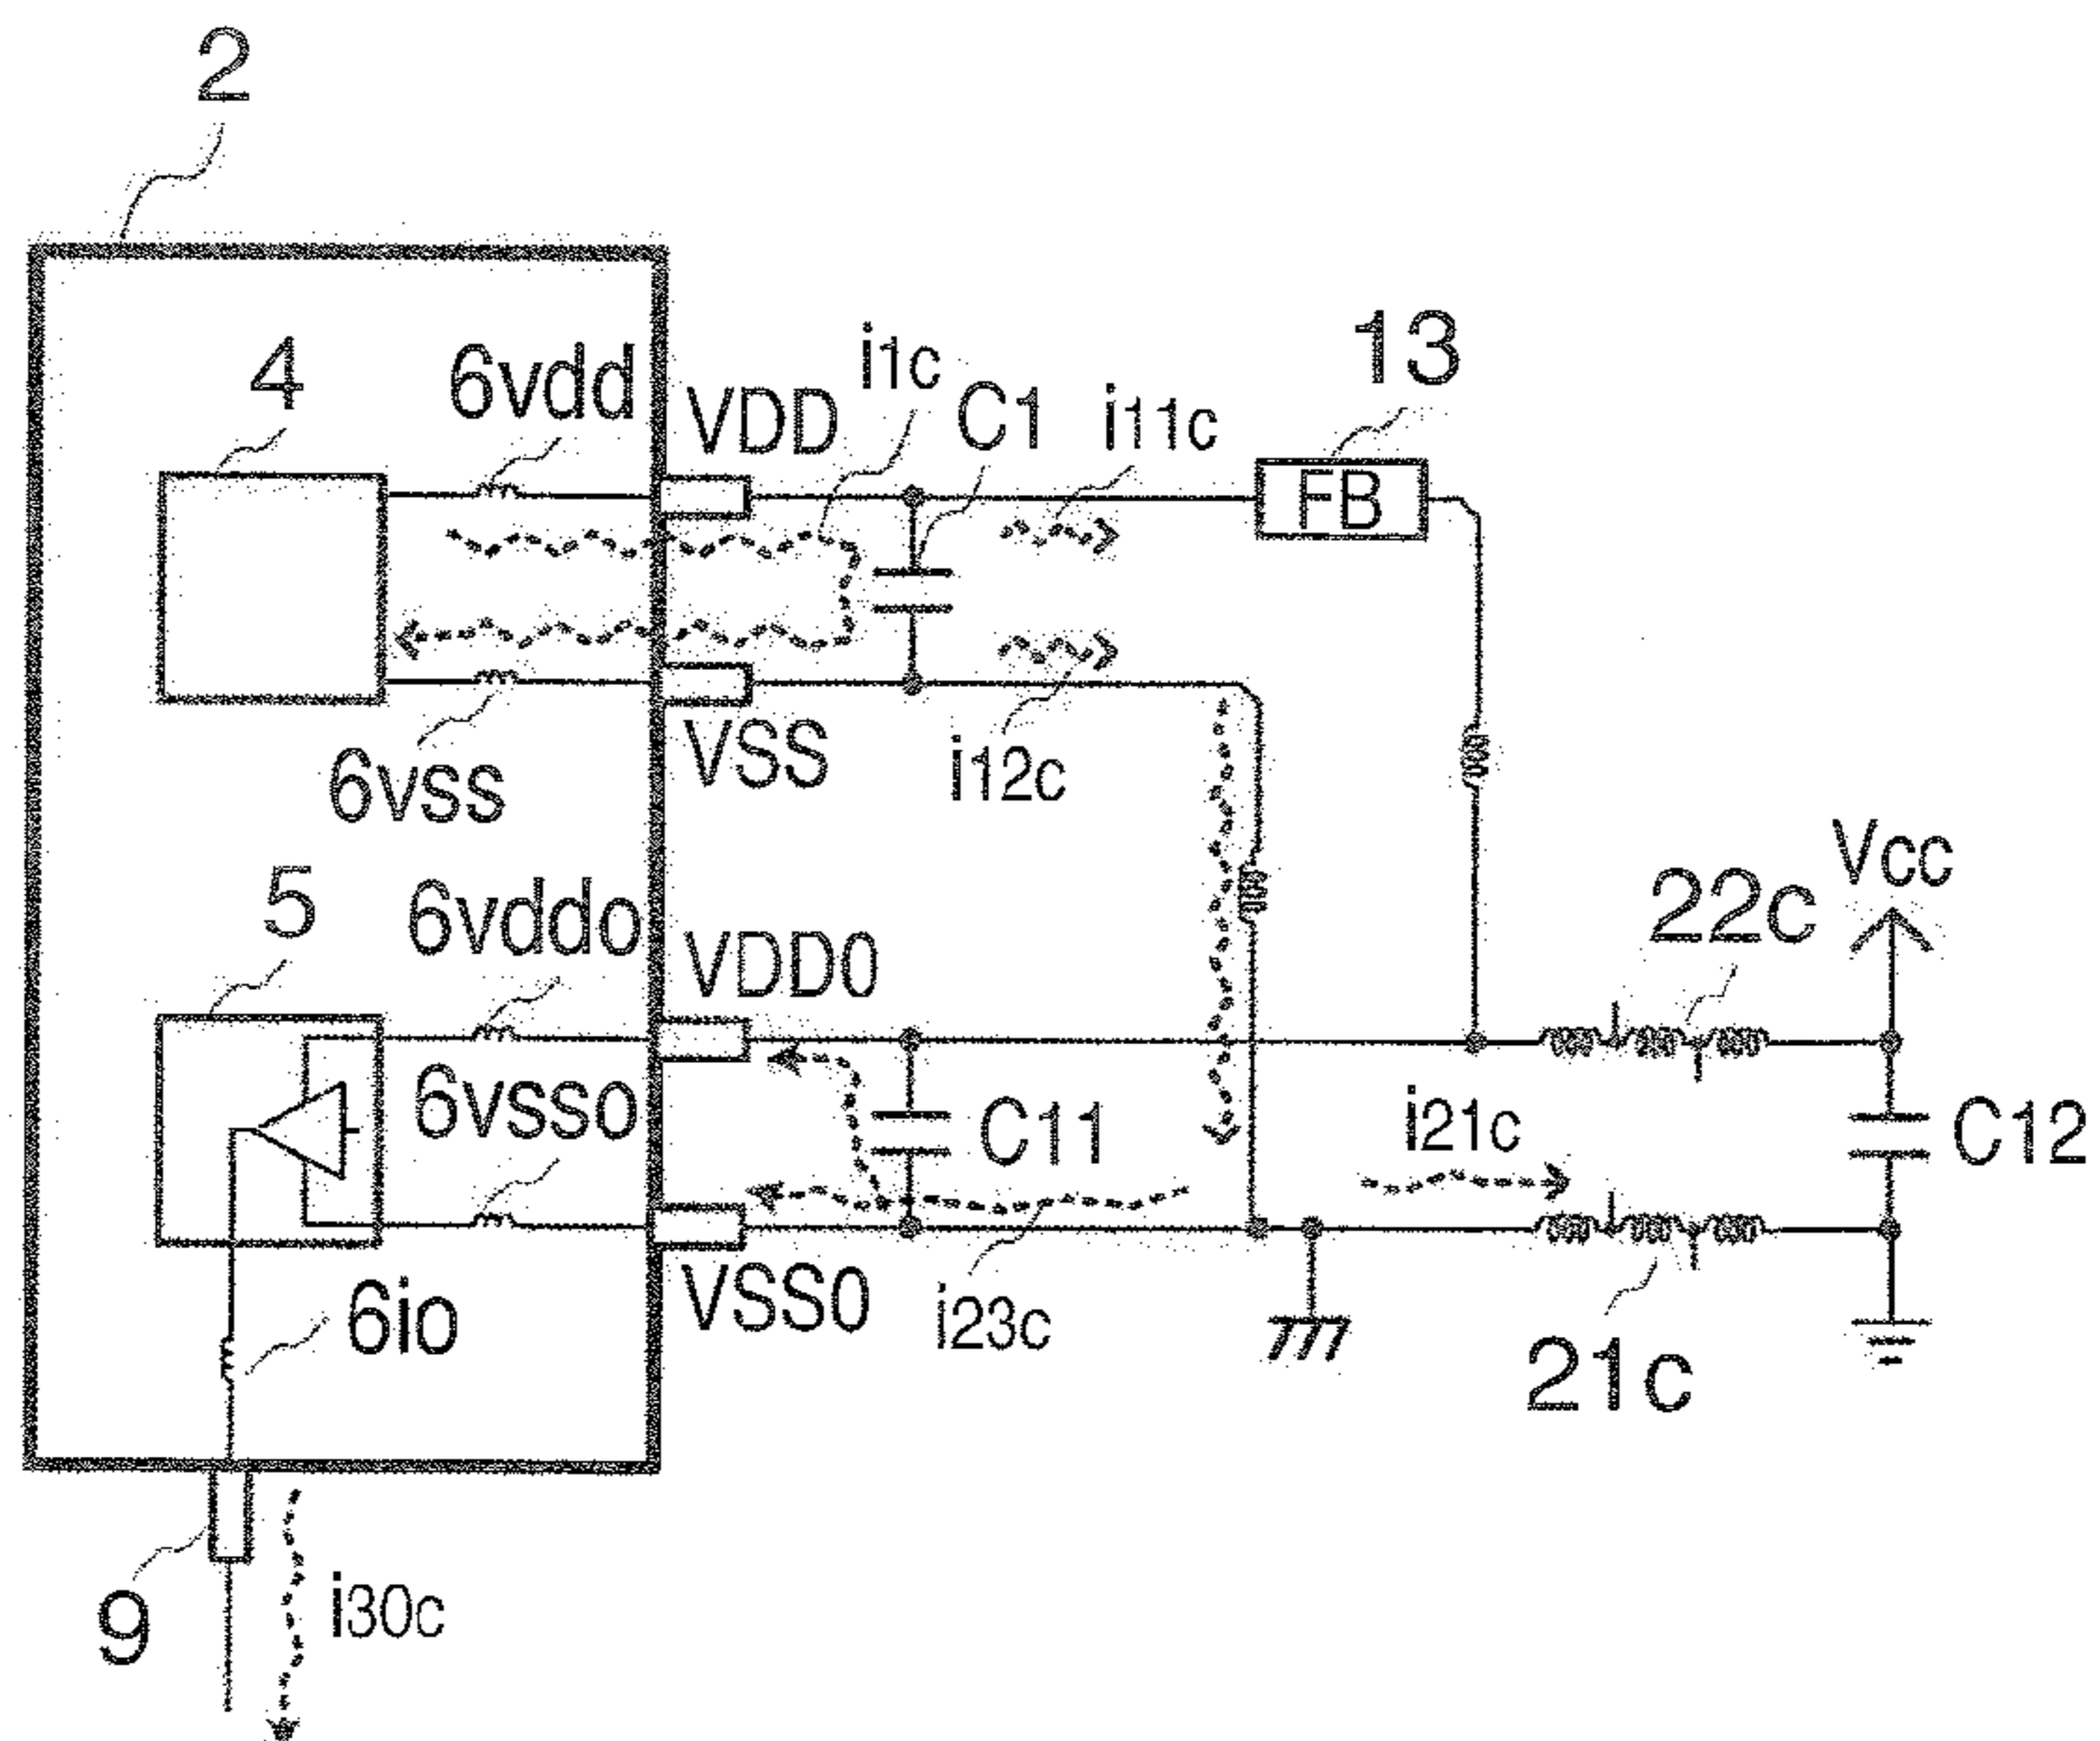 2
4
6vdd
VDD
i1c
C1
i11c
13
FB
6vss
VSS
i12c
5
6vddo
VDD0
Vcc
22c
6vsso
C11
i21c
C12
VSS0
i23c
21c
6io
9
i30c